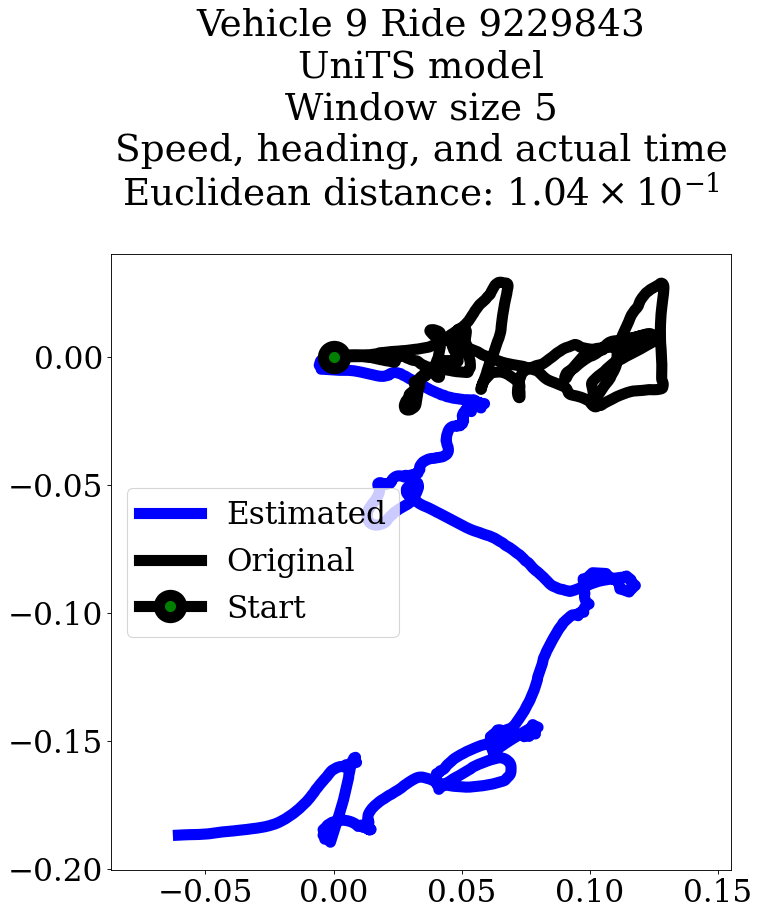 Vehicle 9 Ride 9229843
UniTS model
Window size 5
Speed, heading, and actual time
Euclidean distance: 1.04 × 10⁻¹
0.00
−0.05
−0.10
−0.15
−0.20
Estimated
Original
Start
−0.05
0.00
0.05
0.10
0.15